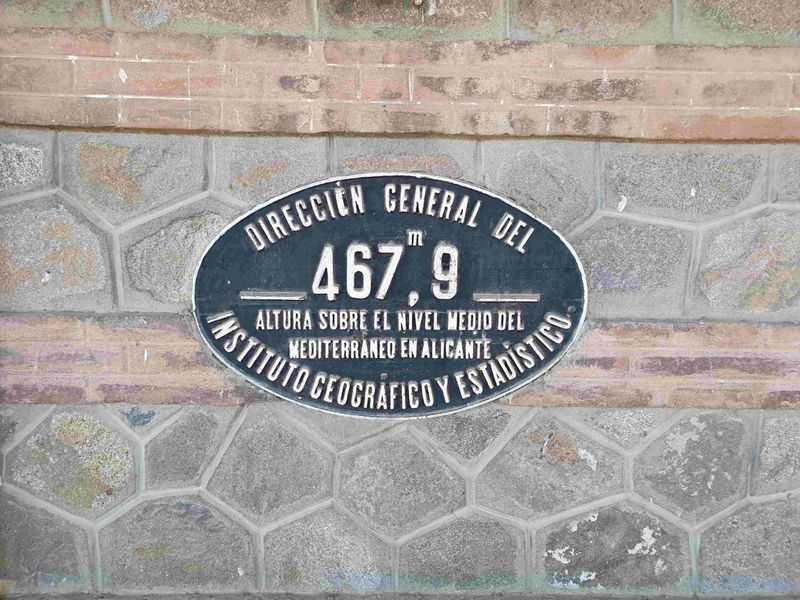 DIRECCIÓN GENERAL DEL
467,9 m
ALTURA SOBRE EL NIVEL MEDIO DEL
MEDITERRÁNEO EN ALICANTE
INSTITUTO GEOGRÁFICO Y ESTADÍSTICO.